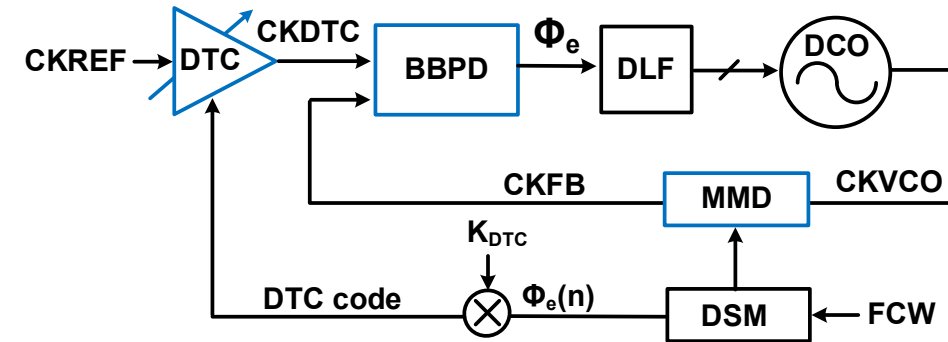 CKREF
DTC
CKDTC
BBPD
Φe
DLF
DCO
CKFB
MMD
CKVCO
KDTC
DTC code
Φe(n)
DSM
FCW